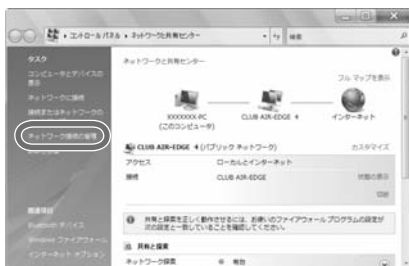 コントロール パネル ▸ ネットワークと共有センター
検索
タスク
コンピュータとデバイスの
表示
ネットワークに接続
接続またはネットワークの
ネットワーク接続の管理
関連項目
Bluetooth デバイス
Windows ファイアウォール
インターネット オプション
ネットワークと共有センター
フル マップを表示
XXXXXXX-PC
(このコンピュータ)
CLUB AIR-EDGE 4
インターネット
CLUB AIR-EDGE 4 (パブリック ネットワーク)
カスタマイズ
アクセス
ローカルとインターネット
接続
CLUB AIR-EDGE
状態の表示
切断
共有と探索を正しく動作させるには、お使いのファイアウォール プログラムの設定が
次の設定と一致していることを確認してください。
共有と探索
ネットワーク探索
有効